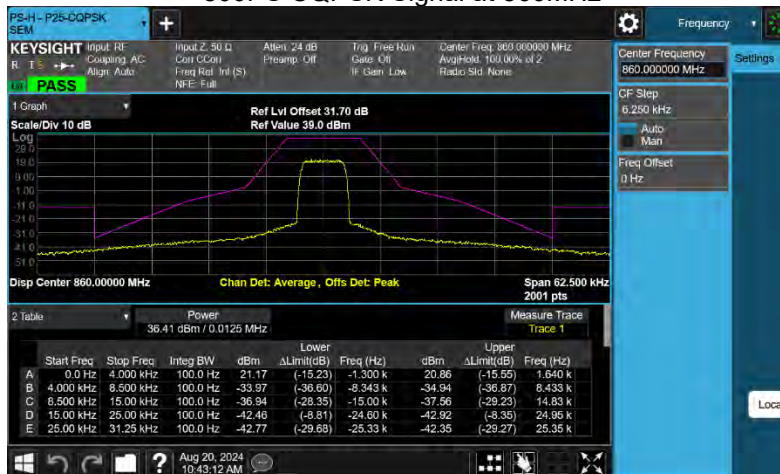 PS-H - P25-CQPSK
SEM
Frequency
KEYSIGHT Input: RF
Coupling: AC
Align: Auto
Input Z: 50 Ω
Corr CCorr
Freq Ref: Int (S)
NFE: Full
Atten: 24 dB
Preamp: Off
Trig: Free Run
Gate: Off
IF Gain: Low
Center Freq: 860.000000 MHz
Avg|Hold: 100.00% of 2
Radio Std: None
PASS
Center Frequency
860.000000 MHz
Settings
CF Step
6.250 kHz
Auto
Man
Freq Offset
0 Hz
1 Graph
Scale/Div 10 dB
Ref Lvl Offset 31.70 dB
Ref Value 39.0 dBm
Log
29.0
19.0
9.00
-1.00
-11.0
-21.0
-31.0
-41.0
-51.0
Disp Center 860.00000 MHz
Chan Det: Average, Offs Det: Peak
Span 62.500 kHz
2001 pts
2 Table
Power
36.41 dBm / 0.0125 MHz
Measure Trace
Trace 1
Lower Upper
Start Freq Stop Freq Integ BW dBm ΔLimit(dB) Freq (Hz) dBm ΔLimit(dB) Freq (Hz)
A 0.0 Hz 4.000 kHz 100.0 Hz 21.17 (-15.23) -1.300 k 20.86 (-15.55) 1.640 k
B 4.000 kHz 8.500 kHz 100.0 Hz -33.97 (-36.60) -8.343 k -34.94 (-36.87) 8.433 k
C 8.500 kHz 15.00 kHz 100.0 Hz -36.94 (-28.35) -15.00 k -37.56 (-29.23) 14.83 k
D 15.00 kHz 25.00 kHz 100.0 Hz -42.46 (-8.81) -24.60 k -42.92 (-8.35) 24.95 k
E 25.00 kHz 31.25 kHz 100.0 Hz -42.77 (-29.68) -25.33 k -42.35 (-29.27) 25.35 k
Loca
Aug 20, 2024
10:43:12 AM